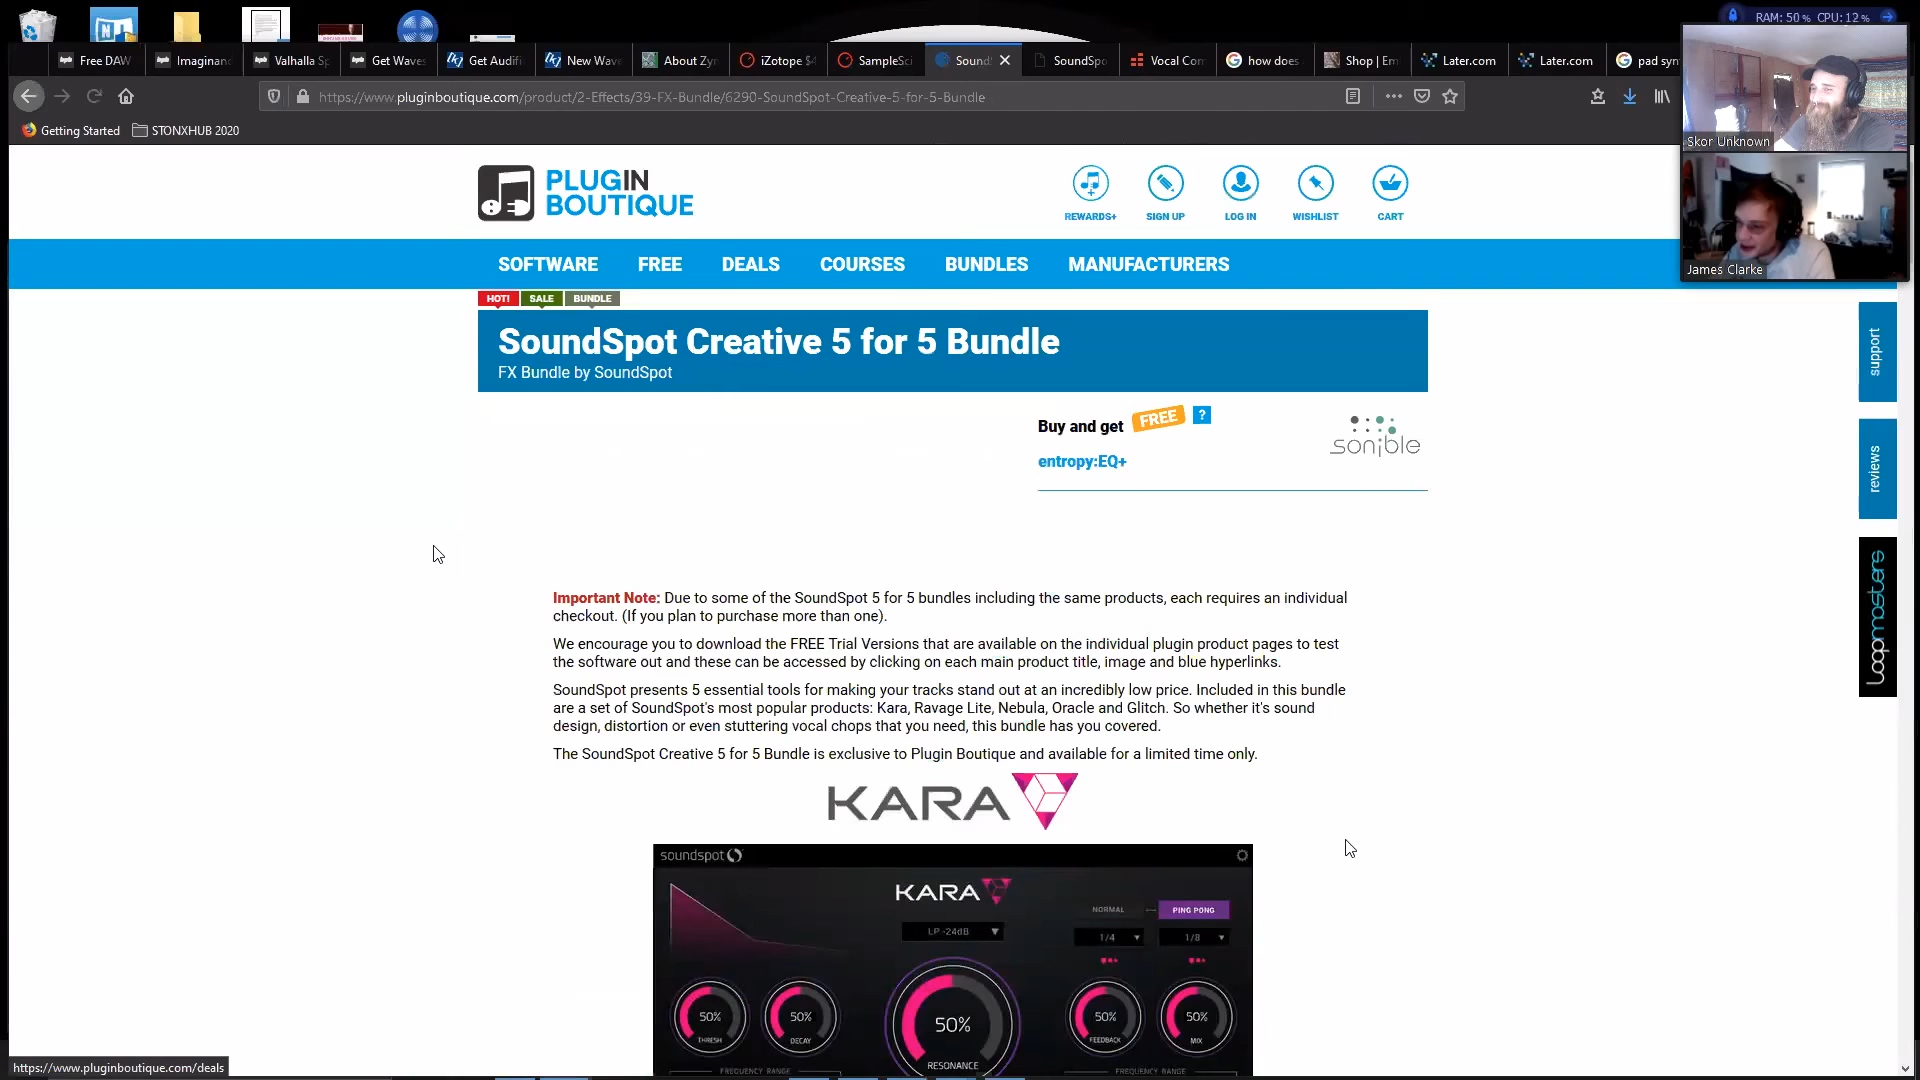 RAM: 50 % CPU: 12 %
Free DAW
Imaginand
Valhalla Sp
Get Waves
Get Audifi
New Wave
About Zyn
iZotope $4
SampleSci
Sound
SoundSpo
Vocal Com
how does
Shop | Em
Later.com
Later.com
pad syn
https://www.pluginboutique.com/product/2-Effects/39-FX-Bundle/6290-SoundSpot-Creative-5-for-5-Bundle
Getting Started
STONXHUB 2020
Skor Unknown
James Clarke
PLUGIN
BOUTIQUE
REWARDS+
SIGN UP
LOG IN
WISHLIST
CART
SOFTWARE
FREE
DEALS
COURSES
BUNDLES
MANUFACTURERS
HOT!
SALE
BUNDLE
SoundSpot Creative 5 for 5 Bundle
FX Bundle by SoundSpot
Buy and get FREE ?
entropy:EQ+
sonible
support
reviews
Loopmasters
Important Note: Due to some of the SoundSpot 5 for 5 bundles including the same products, each requires an individual
checkout. (If you plan to purchase more than one).
We encourage you to download the FREE Trial Versions that are available on the individual plugin product pages to test
the software out and these can be accessed by clicking on each main product title, image and blue hyperlinks.
SoundSpot presents 5 essential tools for making your tracks stand out at an incredibly low price. Included in this bundle
are a set of SoundSpot's most popular products: Kara, Ravage Lite, Nebula, Oracle and Glitch. So whether it's sound
design, distortion or even stuttering vocal chops that you need, this bundle has you covered.
The SoundSpot Creative 5 for 5 Bundle is exclusive to Plugin Boutique and available for a limited time only.
KARA
soundspot
KARA
LP -24dB
NORMAL
PING PONG
1/4
1/8
50%
THRESH
50%
DECAY
50%
RESONANCE
50%
FEEDBACK
50%
MIX
FREQUENCY RANGE
FREQUENCY RANGE
https://www.pluginboutique.com/deals